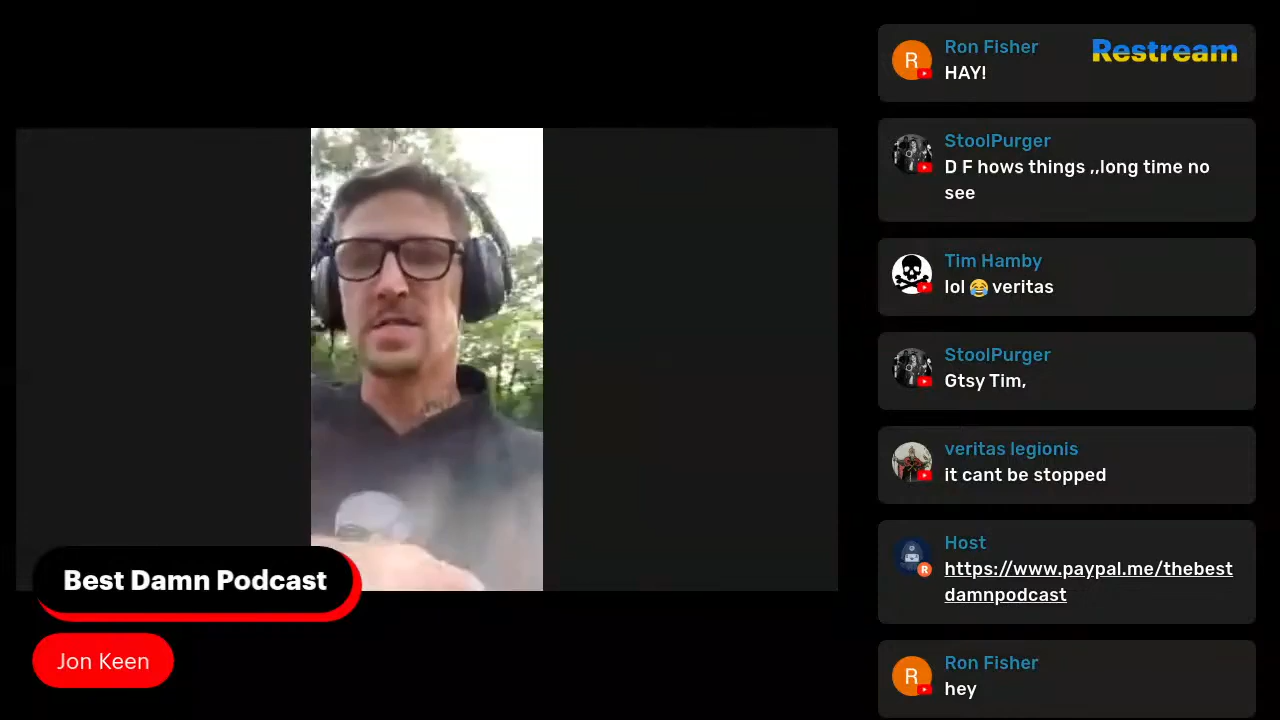 Ron Fisher
Restream
HAY!
StoolPurger
D F hows things ,,long time no
see
Tim Hamby
lol 😂 veritas
StoolPurger
Gtsy Tim,
veritas legionis
it cant be stopped
Host
https://www.paypal.me/thebest
damnpodcast
Ron Fisher
hey
Best Damn Podcast
Jon Keen
R
R